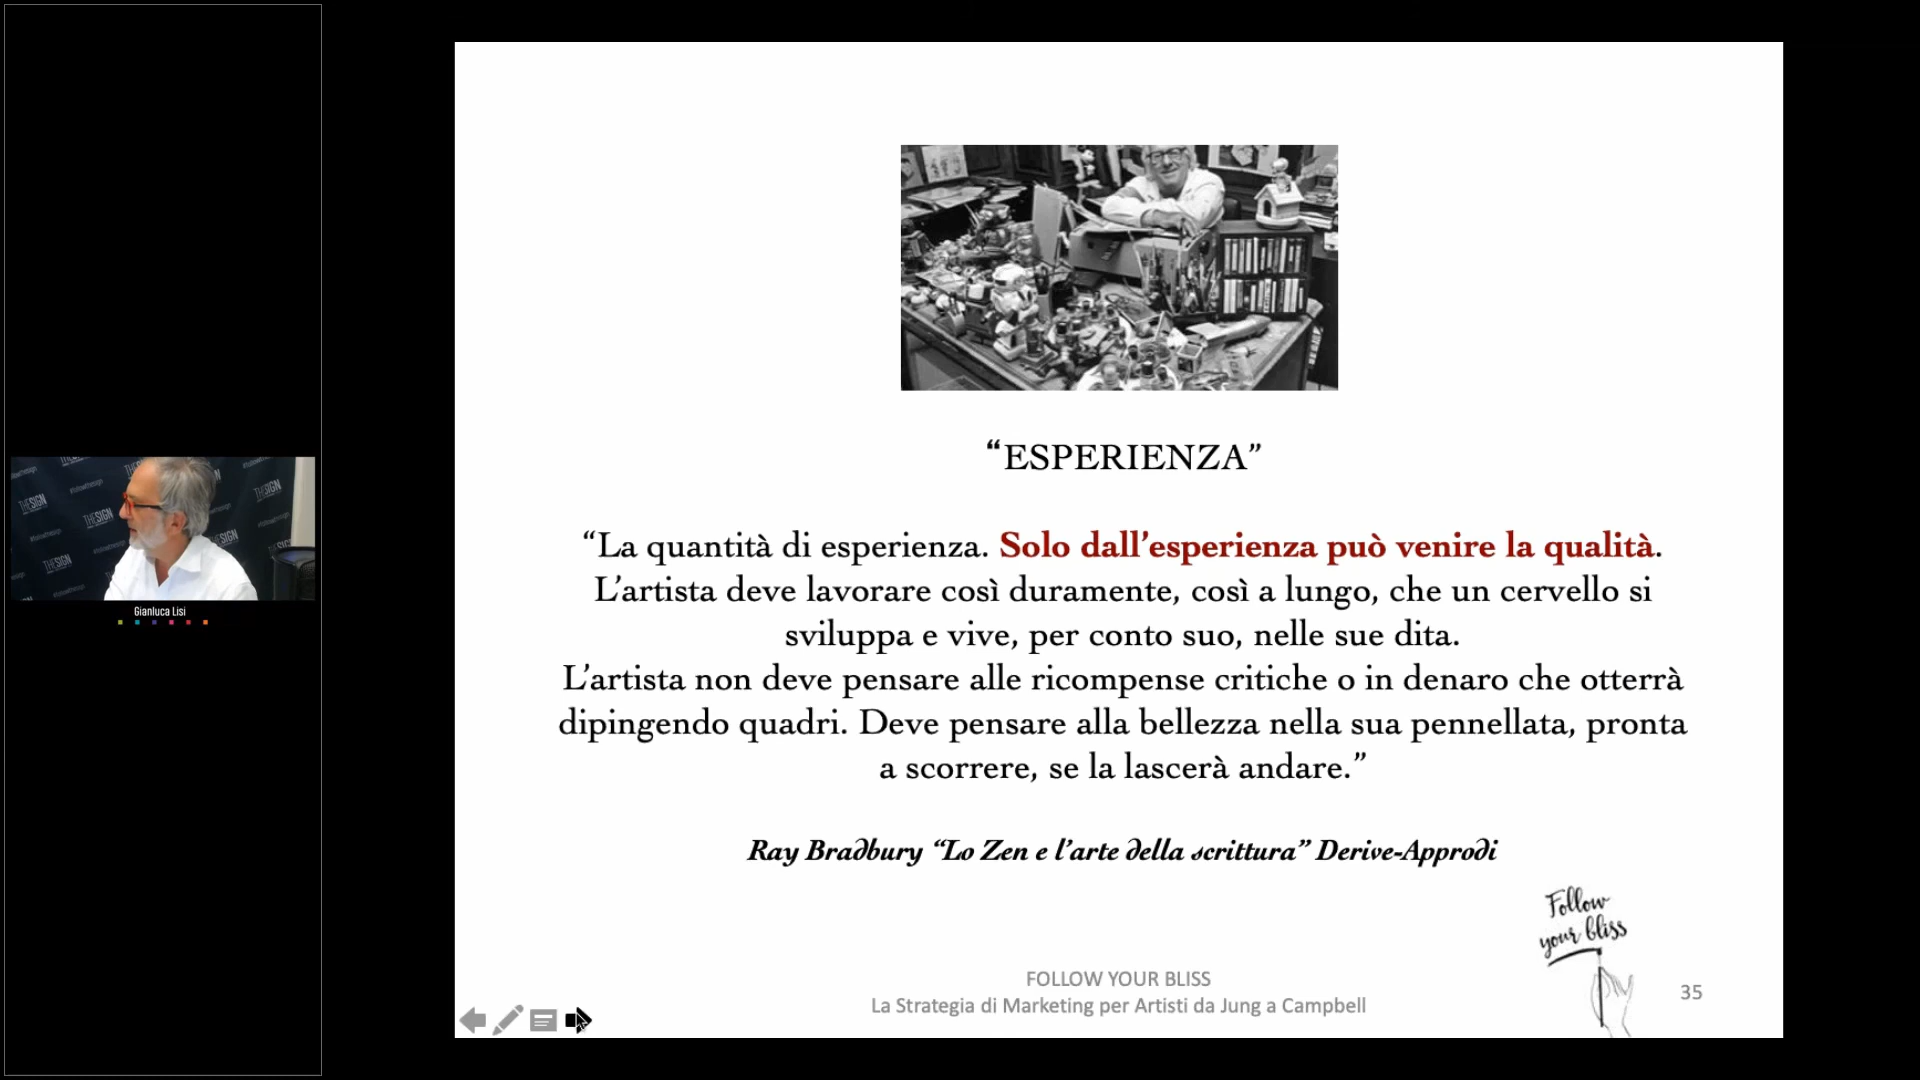 THESIGN
#followthesign
Gianluca Lisi
“ESPERIENZA”
“La quantità di esperienza. Solo dall’esperienza può venire la qualità.
L’artista deve lavorare così duramente, così a lungo, che un cervello si
sviluppa e vive, per conto suo, nelle sue dita.
L’artista non deve pensare alle ricompense critiche o in denaro che otterrà
dipingendo quadri. Deve pensare alla bellezza nella sua pennellata, pronta
a scorrere, se la lascerà andare.”
Ray Bradbury “Lo Zen e l’arte della scrittura” Derive-Approdi
Follow
your bliss
FOLLOW YOUR BLISS
La Strategia di Marketing per Artisti da Jung a Campbell
35